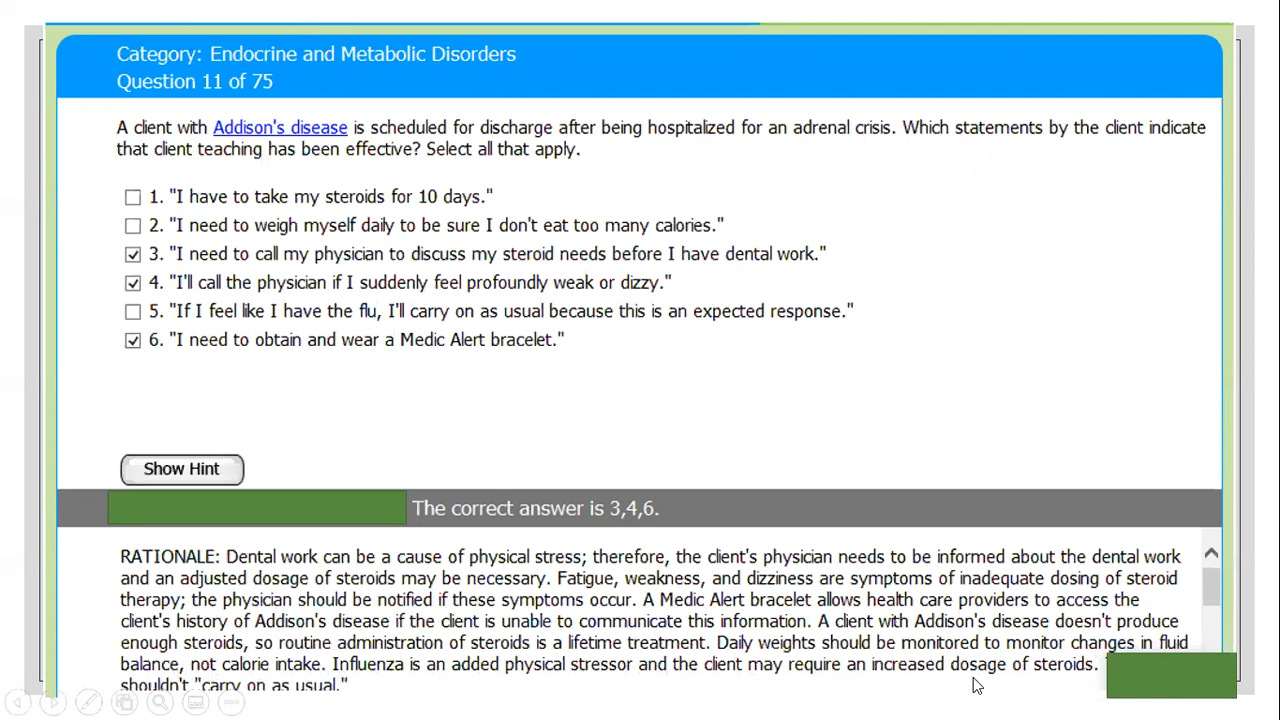 Category: Endocrine and Metabolic Disorders
Question 11 of 75
A client with Addison's disease is scheduled for discharge after being hospitalized for an adrenal crisis. Which statements by the client indicate
that client teaching has been effective? Select all that apply.
1. "I have to take my steroids for 10 days."
2. "I need to weigh myself daily to be sure I don't eat too many calories."
3. "I need to call my physician to discuss my steroid needs before I have dental work."
4. "I'll call the physician if I suddenly feel profoundly weak or dizzy."
5. "If I feel like I have the flu, I'll carry on as usual because this is an expected response."
6. "I need to obtain and wear a Medic Alert bracelet."
Show Hint
The correct answer is 3,4,6.
RATIONALE: Dental work can be a cause of physical stress; therefore, the client's physician needs to be informed about the dental work
and an adjusted dosage of steroids may be necessary. Fatigue, weakness, and dizziness are symptoms of inadequate dosing of steroid
therapy; the physician should be notified if these symptoms occur. A Medic Alert bracelet allows health care providers to access the
client's history of Addison's disease if the client is unable to communicate this information. A client with Addison's disease doesn't produce
enough steroids, so routine administration of steroids is a lifetime treatment. Daily weights should be monitored to monitor changes in fluid
balance, not calorie intake. Influenza is an added physical stressor and the client may require an increased dosage of steroids.
shouldn't "carry on as usual."